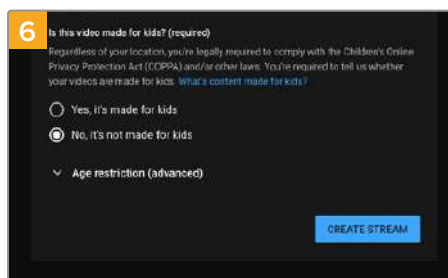 6
Is this video made for kids? (required)
Regardless of your location, you're legally required to comply with the Children's Online
Privacy Protection Act (COPPA) and/or other laws. You're required to tell us whether
your videos are made for kids. What's content made for kids?
Yes, it's made for kids
No, it's not made for kids
Age restriction (advanced)
CREATE STREAM